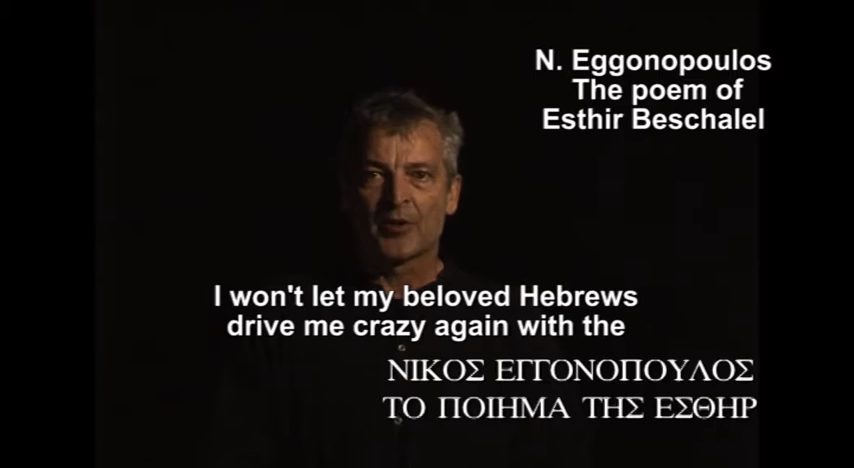 N. Eggonopoulos
The poem of
Esthir Beschalel
I won't let my beloved Hebrews
drive me crazy again with the
ΝΙΚΟΣ ΕΓΓΟΝΟΠΟΥΛΟΣ
ΤΟ ΠΟΙΗΜΑ ΤΗΣ ΕΣΘΗΡ